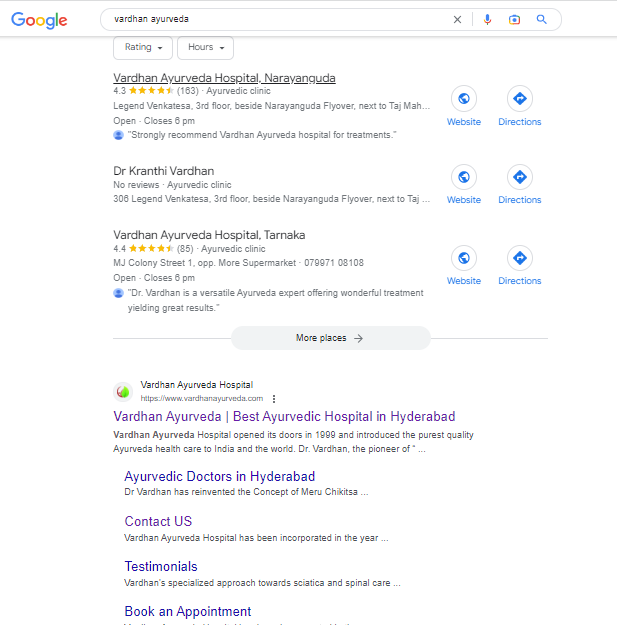 Google
vardhan ayurveda
Rating
Hours
Vardhan Ayurveda Hospital, Narayanguda
4.3 (163) · Ayurvedic clinic
Legend Venkatesa, 3rd floor, beside Narayanguda Flyover, next to Taj Mah...
Open · Closes 6 pm
"Strongly recommend Vardhan Ayurveda hospital for treatments."
Website
Directions
Dr Kranthi Vardhan
No reviews · Ayurvedic clinic
306 Legend Venkatesa, 3rd floor, beside Narayanguda Flyover, next to Taj ...
Website
Directions
Vardhan Ayurveda Hospital, Tarnaka
4.4 (85) · Ayurvedic clinic
MJ Colony Street 1, opp. More Supermarket · 079971 08108
Open · Closes 6 pm
"Dr. Vardhan is a versatile Ayurveda expert offering wonderful treatment
yielding great results."
Website
Directions
More places
Vardhan Ayurveda Hospital
https://www.vardhanayurveda.com
Vardhan Ayurveda | Best Ayurvedic Hospital in Hyderabad
Vardhan Ayurveda Hospital opened its doors in 1999 and introduced the purest quality
Ayurveda health care to India and the world. Dr. Vardhan, the pioneer of " ...
Ayurvedic Doctors in Hyderabad
Dr Vardhan has reinvented the Concept of Meru Chikitsa ...
Contact US
Vardhan Ayurveda Hospital has been incorporated in the year ...
Testimonials
Vardhan's specialized approach towards sciatica and spinal care ...
Book an Appointment